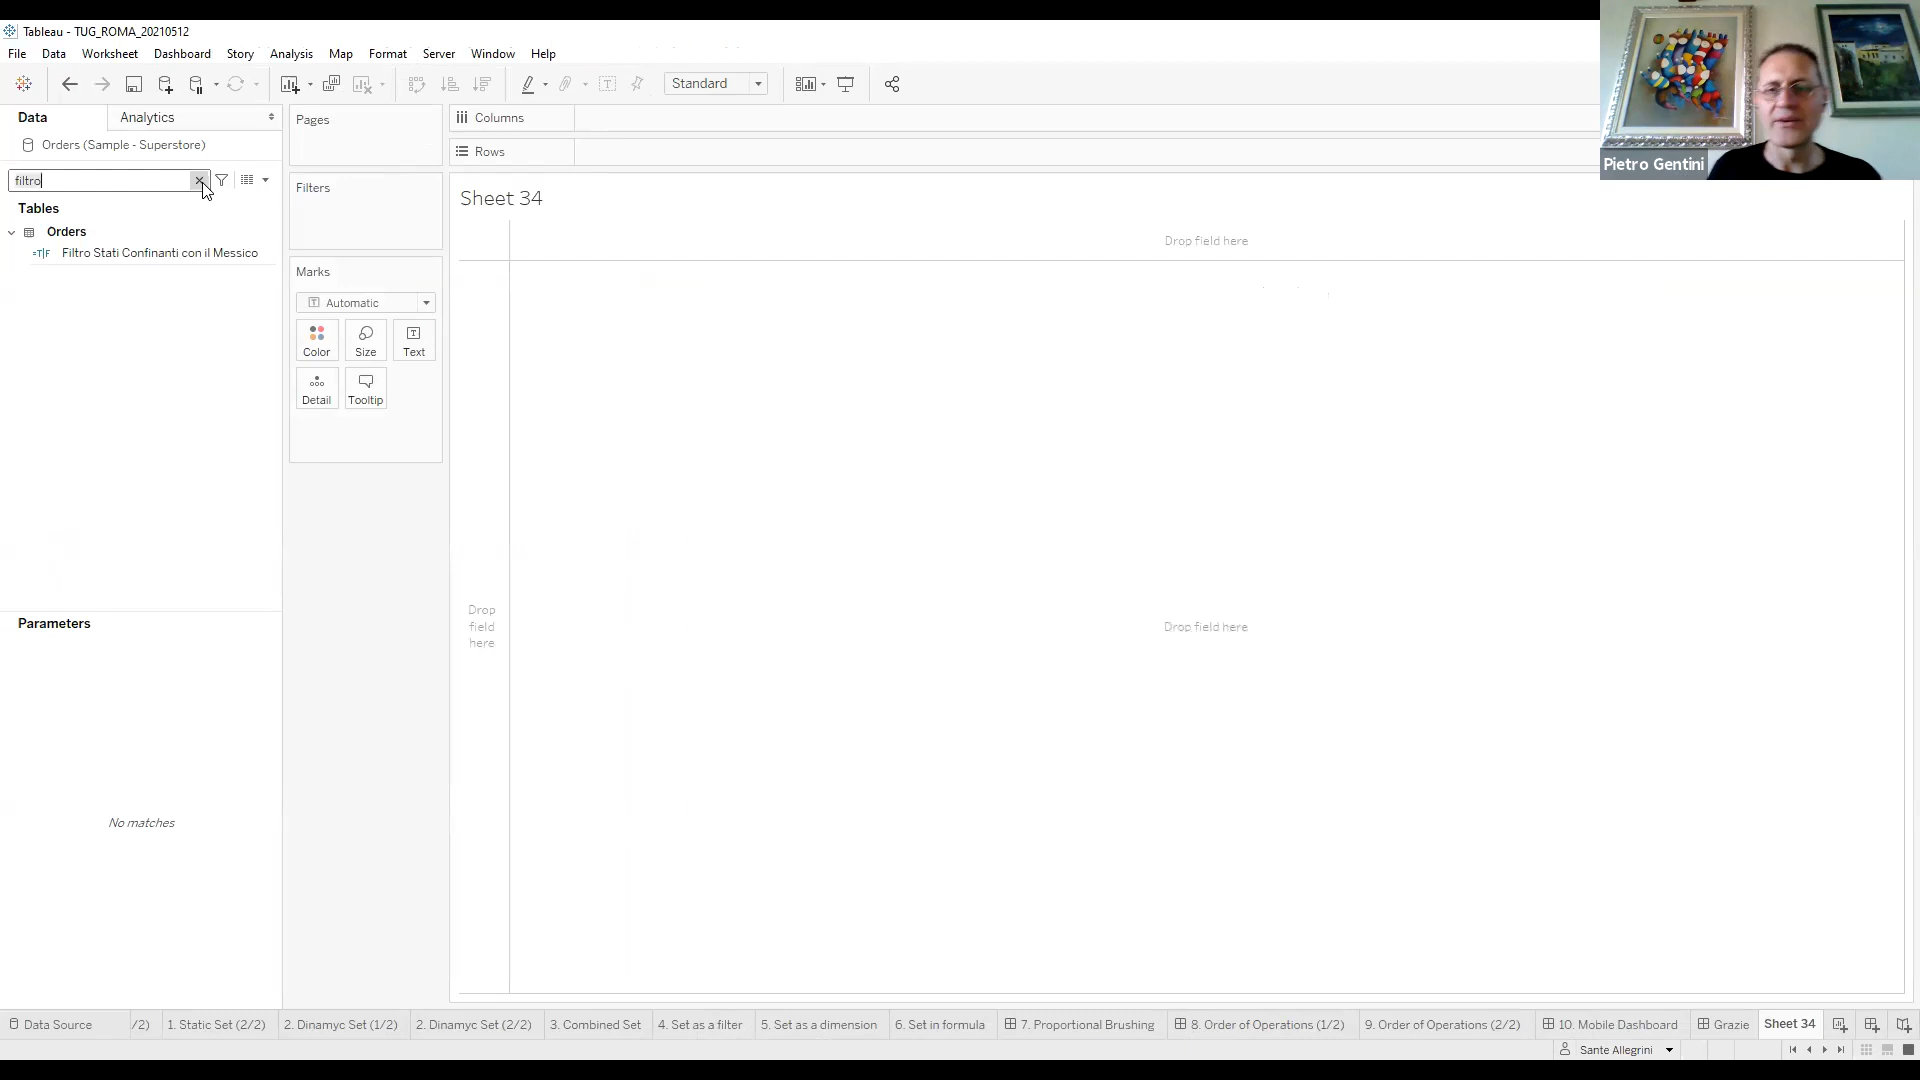 Tableau - TUG_ROMA_20210512
File Data Worksheet Dashboard Story Analysis Map Format Server Window Help
Standard
Data Analytics
Orders (Sample - Superstore)
filtro
Tables
Orders
=T|F Filtro Stati Confinanti con il Messico
Parameters
No matches
Pages
Filters
Marks
Automatic
Color Size Text
Detail Tooltip
Columns
Rows
Sheet 34
Drop field here
Drop
field
here
Drop field here
Pietro Gentini
Data Source /2) 1. Static Set (2/2) 2. Dinamyc Set (1/2) 2. Dinamyc Set (2/2) 3. Combined Set 4. Set as a filter 5. Set as a dimension 6. Set in formula 7. Proportional Brushing 8. Order of Operations (1/2) 9. Order of Operations (2/2) 10. Mobile Dashboard Grazie Sheet 34
Sante Allegrini